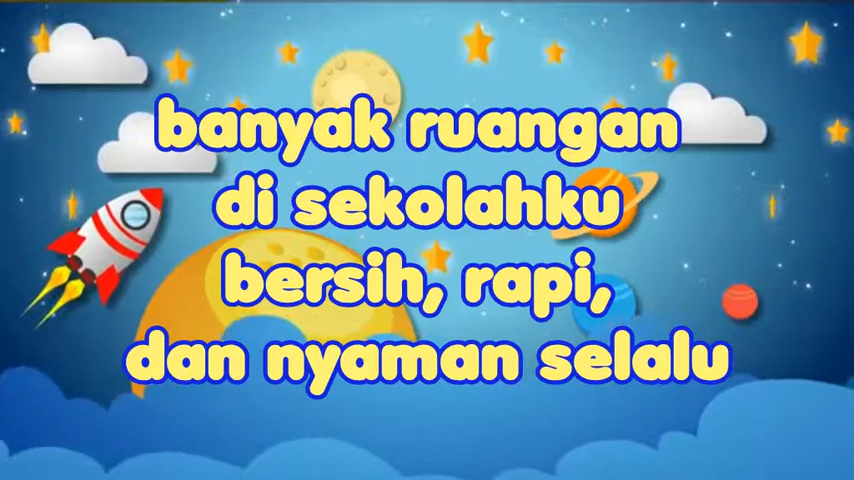 banyak ruangan
di sekolahku
bersih, rapi,
dan nyaman selalu